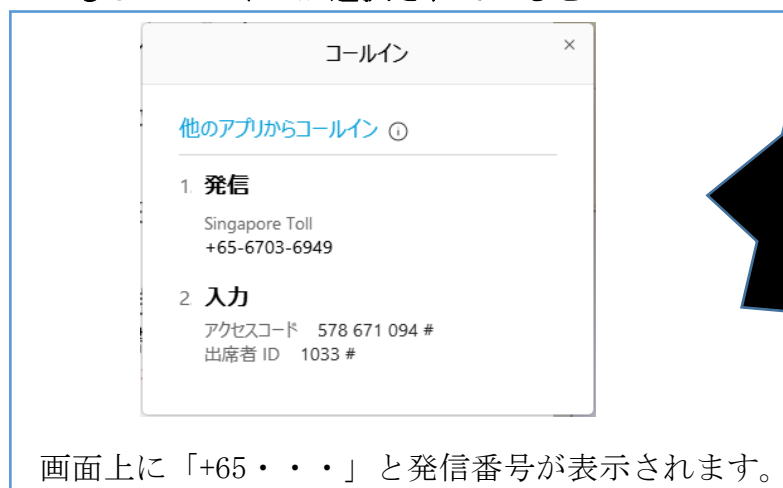 コールイン ×
他のアプリからコールイン
1. 発信
Singapore Toll
+65-6703-6949
2. 入力
アクセスコード 578 671 094 #
出席者 ID 1033 #
画面上に「+65・・・」と発信番号が表示されます。